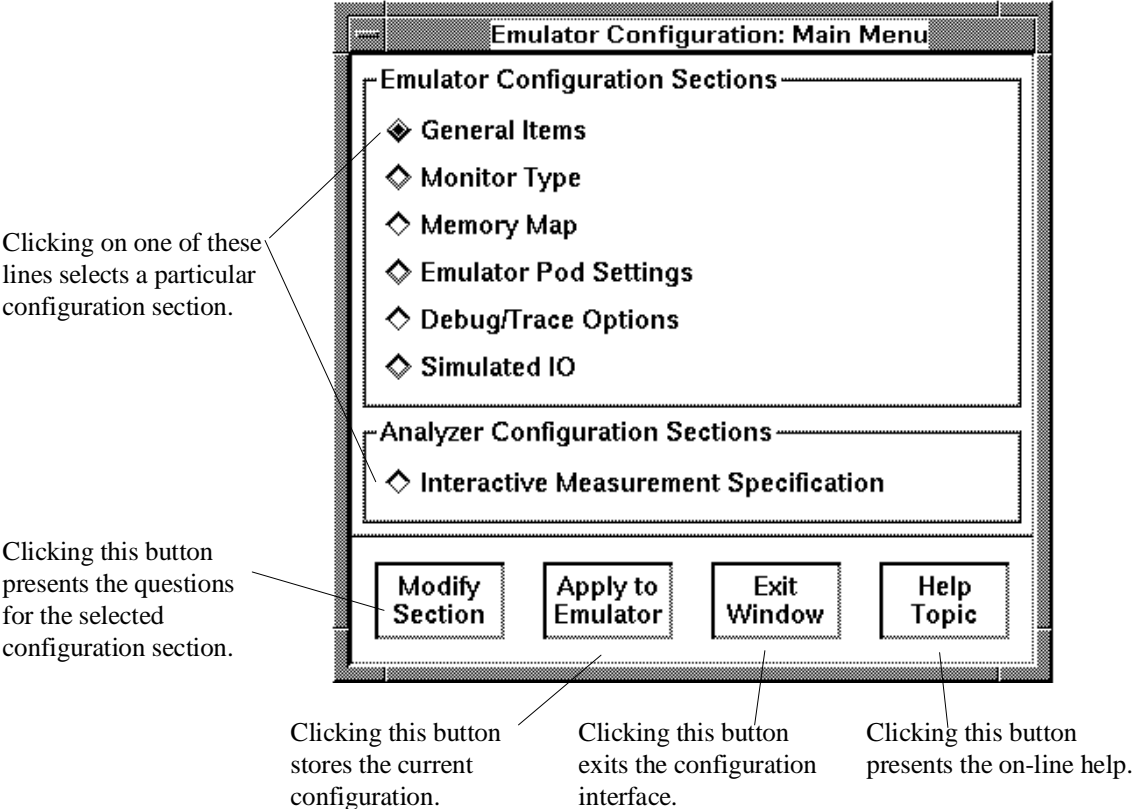 Emulator Configuration: Main Menu
Emulator Configuration Sections
General Items
Monitor Type
Memory Map
Emulator Pod Settings
Debug/Trace Options
Simulated IO
Clicking on one of these
lines selects a particular
configuration section.
Analyzer Configuration Sections
Interactive Measurement Specification
Clicking this button
presents the questions
for the selected
configuration section.
Modify
Section
Apply to
Emulator
Exit
Window
Help
Topic
Clicking this button
stores the current
configuration.
Clicking this button
exits the configuration
interface.
Clicking this button
presents the on-line help.